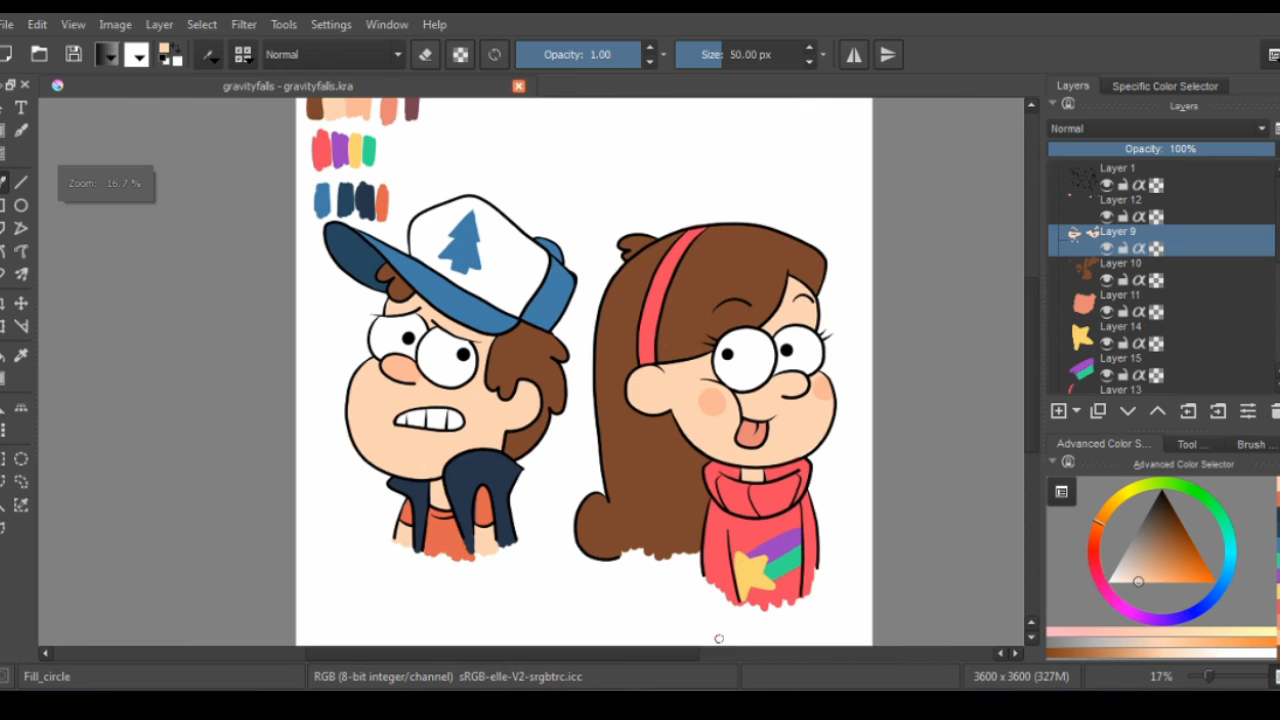 File Edit View Image Layer Select Filter Tools Settings Window Help
Normal Opacity: 1.00 Size: 50.00 px
gravityfalls - gravityfalls.kra
Layers Specific Color Selector
Layers
Normal
Opacity: 100%
Zoom: 16.7 %
Layer 1
Layer 12
Layer 9
Layer 10
Layer 11
Layer 14
Layer 15
Layer 13
Advanced Color S... Tool ... Brush ...
Advanced Color Selector
Fill_circle RGB (8-bit integer/channel) sRGB-elle-V2-srgbtrc.icc 3600 x 3600 (327M) 17%